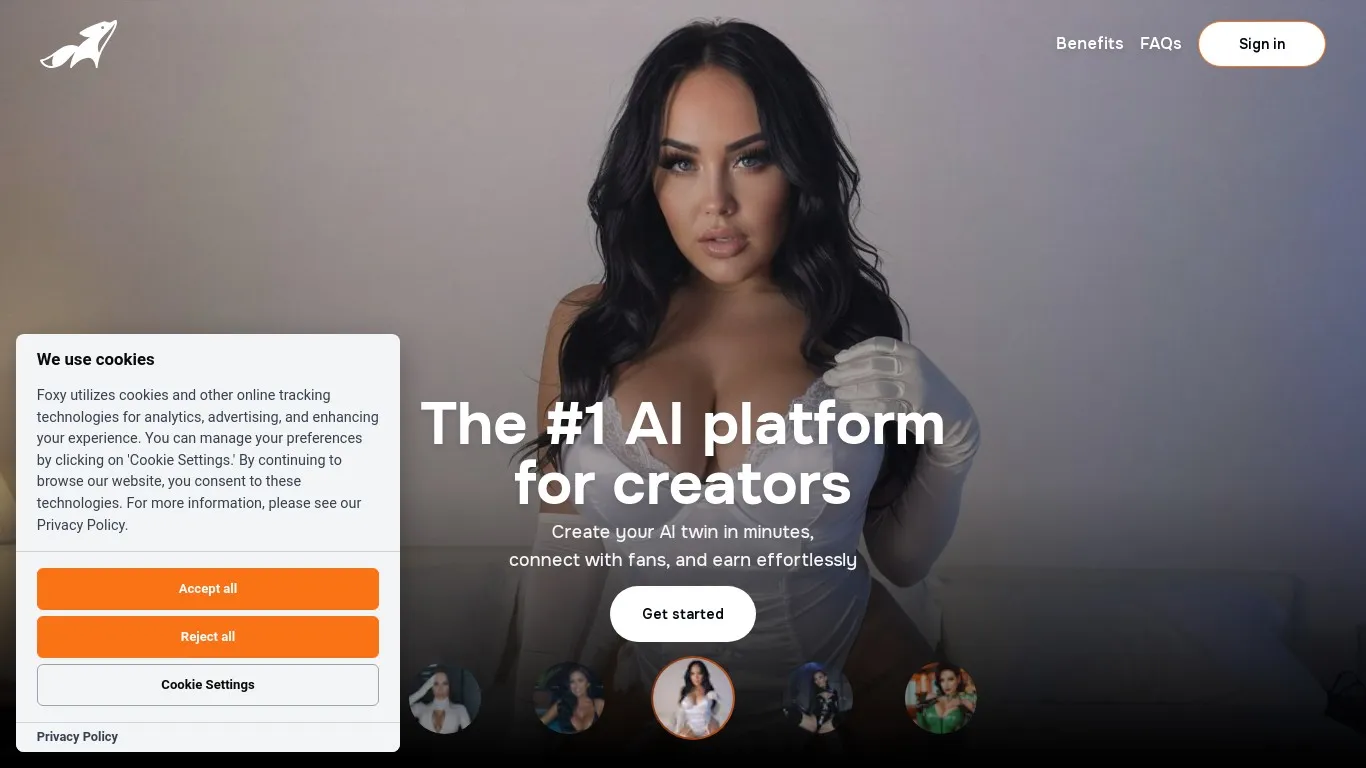 Benefits
FAQs
Sign in
The #1 AI platform
for creators
Create your AI twin in minutes,
connect with fans, and earn effortlessly
Get started
We use cookies
Foxy utilizes cookies and other online tracking
technologies for analytics, advertising, and enhancing
your experience. You can manage your preferences
by clicking on 'Cookie Settings.' By continuing to
browse our website, you consent to these
technologies. For more information, please see our
Privacy Policy.
Accept all
Reject all
Cookie Settings
Privacy Policy